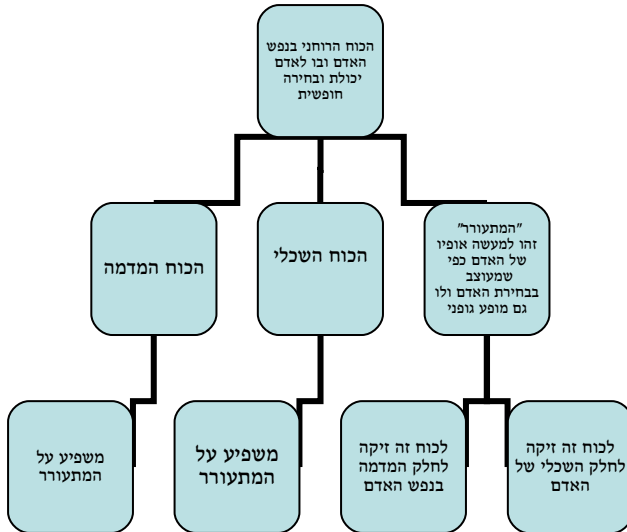 הכוח הרוחני בנפש
האדם ובו לאדם
יכולת ובחירה
חופשית
"המתעורר"
זהו למעשה אופיו
של האדם כפי
שמעוצב
בבחירת האדם ולו
גם מופע גופני
הכוח השכלי
הכוח המדמה
לכוח זה זיקה
לחלק השכלי של
האדם
לכוח זה זיקה
לחלק המדמה
בנפש האדם
משפיע על
המתעורר
משפיע על
המתעורר